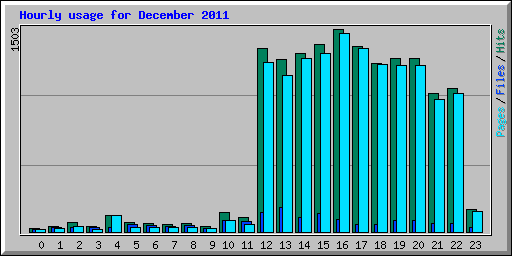 Hourly usage for December 2011
1503
Pages / Files / Hits
0 1 2 3 4 5 6 7 8 9 10 11 12 13 14 15 16 17 18 19 20 21 22 23